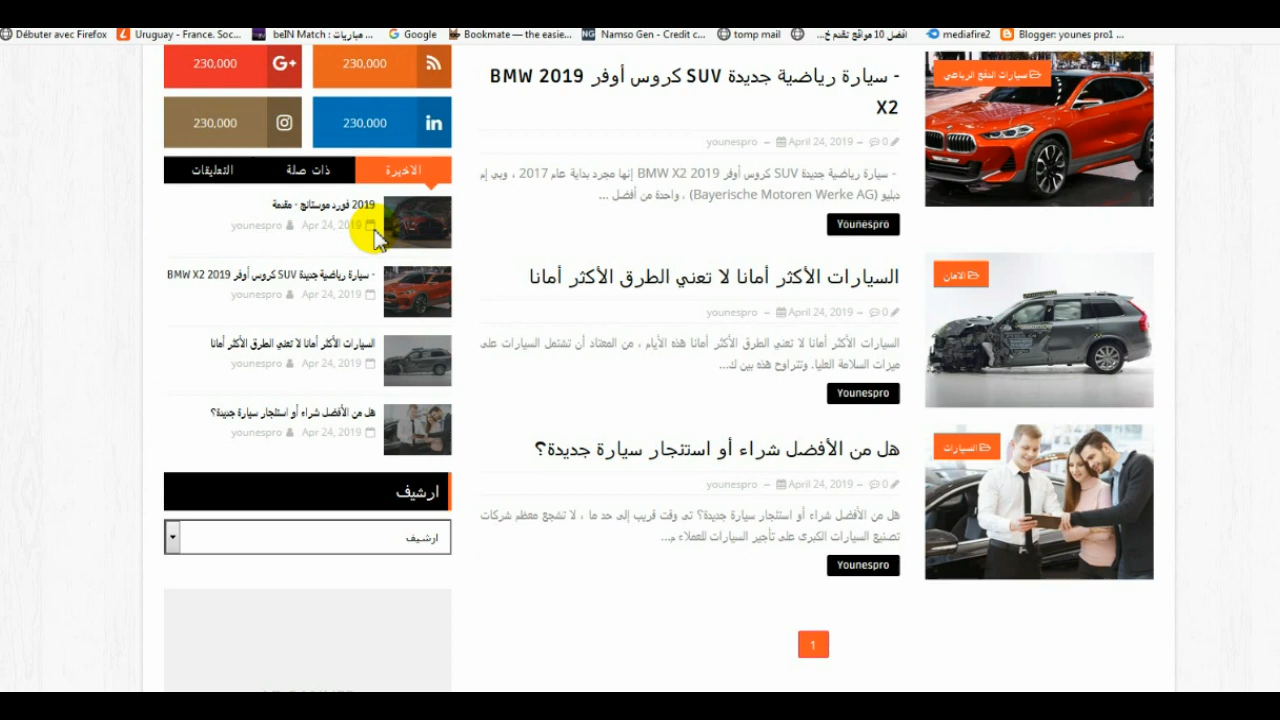 Débuter avec Firefox
Uruguay - France. Soc...
beIN Match : مباريات ...
Google
Bookmate — the easie...
Namso Gen - Credit c...
tomp mail
افضل 10 مواقع تقدم خ...
mediafire2
Blogger: younes pro1 ...
230,000
G+
230,000
230,000
230,000
in
الاخيرة
ذات صلة
التعليقات
2019 فورد موستانج - مقدمة
Apr 24, 2019
younespro
- سيارة رياضية جديدة SUV كروس أوفر BMW X2 2019
Apr 24, 2019
younespro
السيارات الأكثر أمانا لا تعني الطرق الأكثر أمانا
Apr 24, 2019
younespro
هل من الأفضل شراء أو استئجار سيارة جديدة؟
Apr 24, 2019
younespro
ارشيف
ارشيف
سيارات الدفع الرباعي
- سيارة رياضية جديدة SUV كروس أوفر BMW 2019
X2
younespro – April 24, 2019 – 0
- سيارة رياضية جديدة SUV كروس أوفر BMW X2 2019 إنها مجرد بداية عام 2017 ، وبي إم
دبليو (Bayerische Motoren Werke AG) ، واحدة من أفضل ...
Younespro
الامان
السيارات الأكثر أمانا لا تعني الطرق الأكثر أمانا
younespro – April 24, 2019 – 0
السيارات الأكثر أمانا لا تعني الطرق الأكثر أمانا هذه الأيام ، من المعتاد أن تشتمل السيارات على
ميزات السلامة العليا. وتتراوح هذه بين ك...
Younespro
السيارات
هل من الأفضل شراء أو استئجار سيارة جديدة؟
younespro – April 24, 2019 – 0
هل من الأفضل شراء أو استئجار سيارة جديدة؟ تى وقت قريب إلى حد ما ، لا تشجع معظم شركات
تصنيع السيارات الكبرى على تأجير السيارات للعملاء م...
Younespro
1